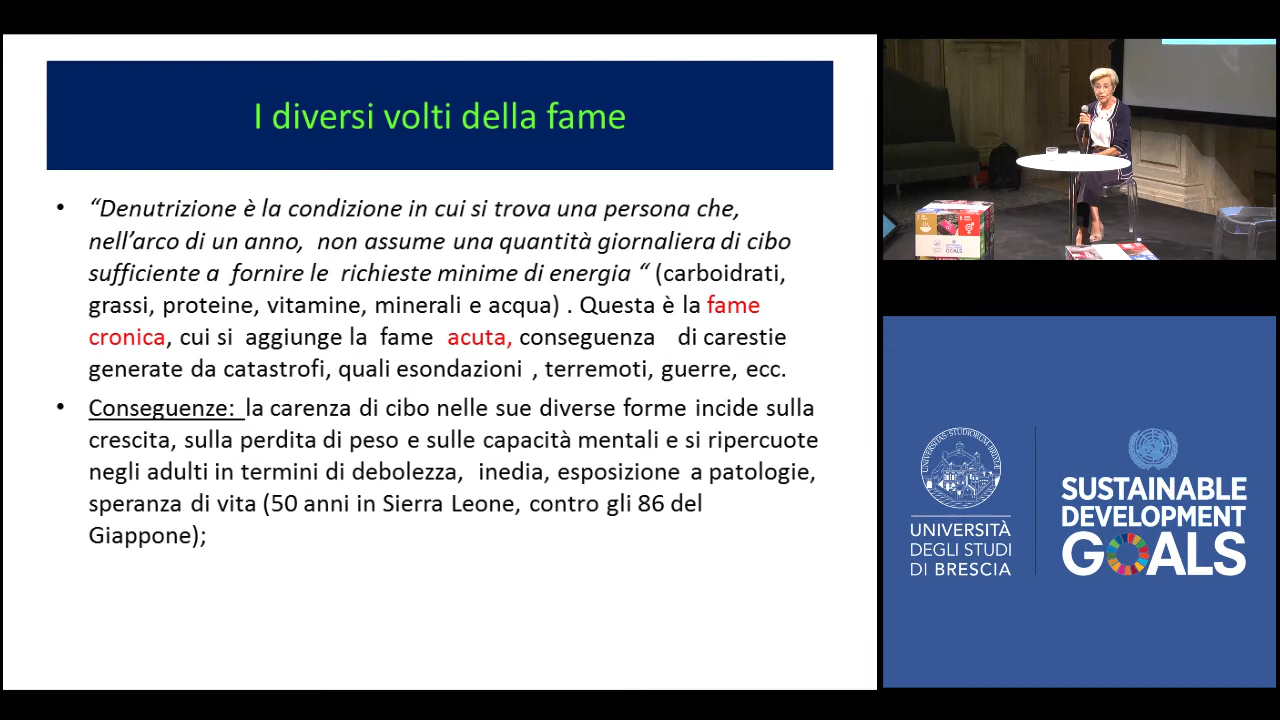 I diversi volti della fame
• “Denutrizione è la condizione in cui si trova una persona che,
nell’arco di un anno, non assume una quantità giornaliera di cibo
sufficiente a fornire le richieste minime di energia “ (carboidrati,
grassi, proteine, vitamine, minerali e acqua) . Questa è la fame
cronica, cui si aggiunge la fame acuta, conseguenza di carestie
generate da catastrofi, quali esondazioni , terremoti, guerre, ecc.
• Conseguenze: la carenza di cibo nelle sue diverse forme incide sulla
crescita, sulla perdita di peso e sulle capacità mentali e si ripercuote
negli adulti in termini di debolezza, inedia, esposizione a patologie,
speranza di vita (50 anni in Sierra Leone, contro gli 86 del
Giappone);
UNIVERSITÀ
DEGLI STUDI
DI BRESCIA
SUSTAINABLE
DEVELOPMENT
GOALS